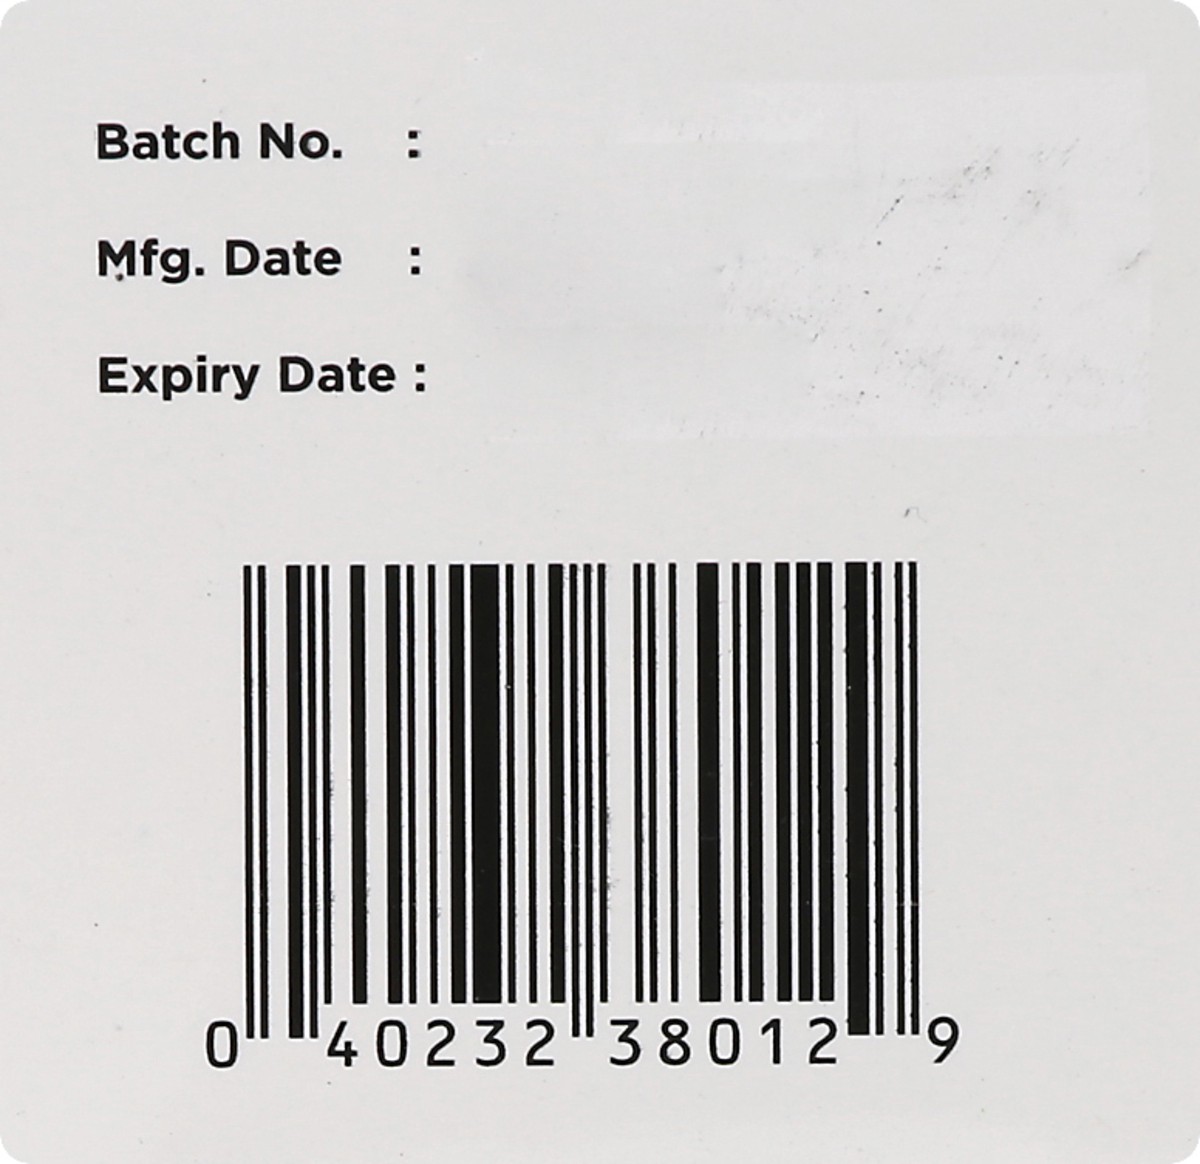 Batch No. :
Mfg. Date :
Expiry Date :
0 40232 38012 9